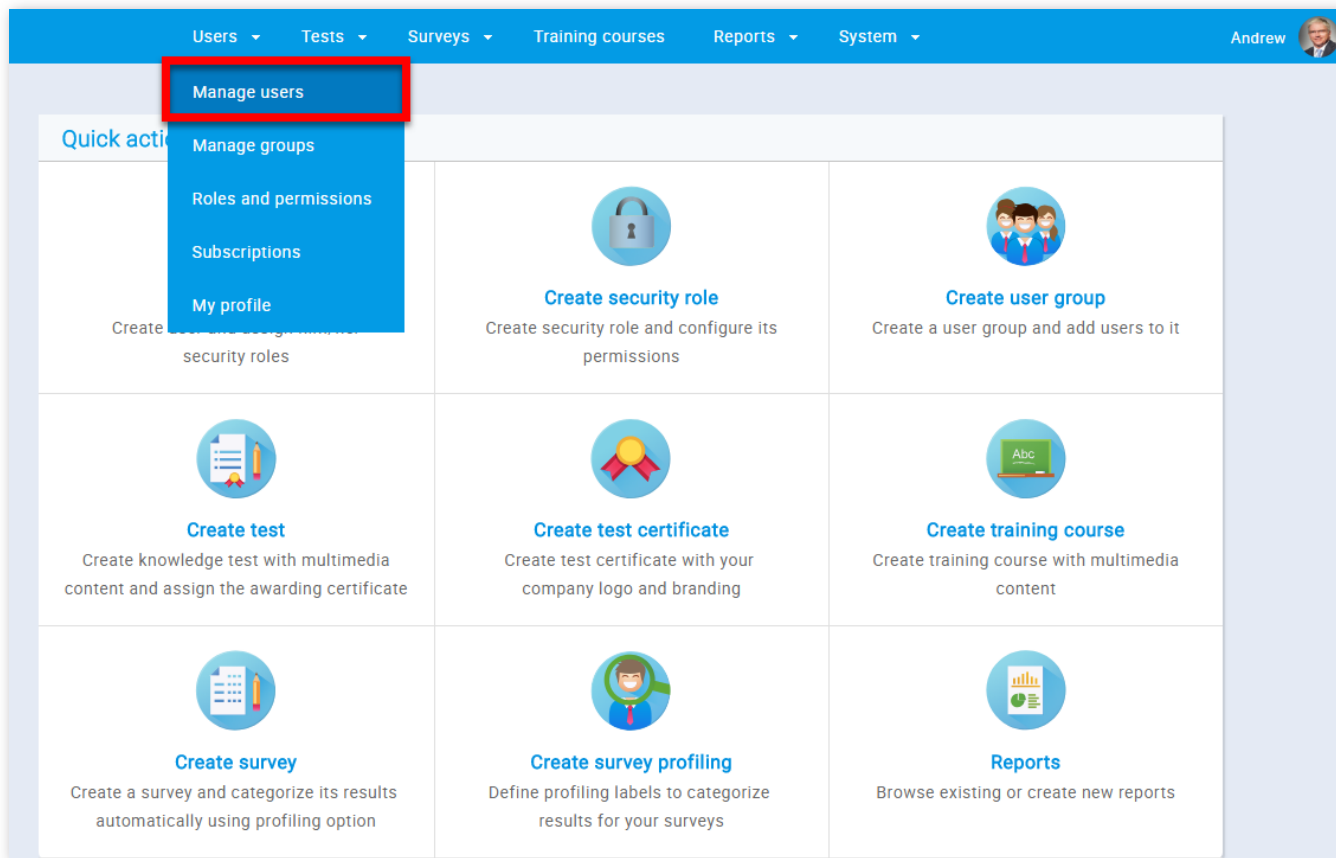 Users Tests Surveys Training courses Reports System Andrew
Manage users
Manage groups
Roles and permissions
Subscriptions
My profile
Quick
Create
security roles
Create security role
Create security role and configure its
permissions
Create user group
Create a user group and add users to it
Create test
Create knowledge test with multimedia
content and assign the awarding certificate
Create test certificate
Create test certificate with your
company logo and branding
Abc
Create training course
Create training course with multimedia
content
Create survey
Create a survey and categorize its results
automatically using profiling option
Create survey profiling
Define profiling labels to categorize
results for your surveys
Reports
Browse existing or create new reports